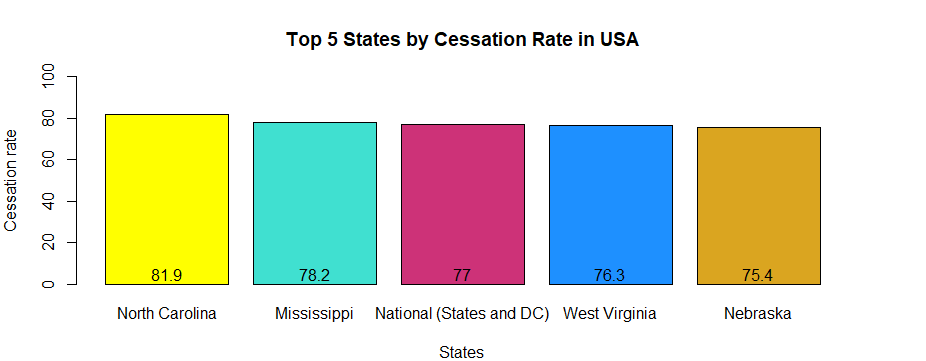 Top 5 States by Cessation Rate in USA
Cessation rate
100
80
60
40
20
0
81.9 78.2 77 76.3 75.4
North Carolina Mississippi National (States and DC) West Virginia Nebraska
States